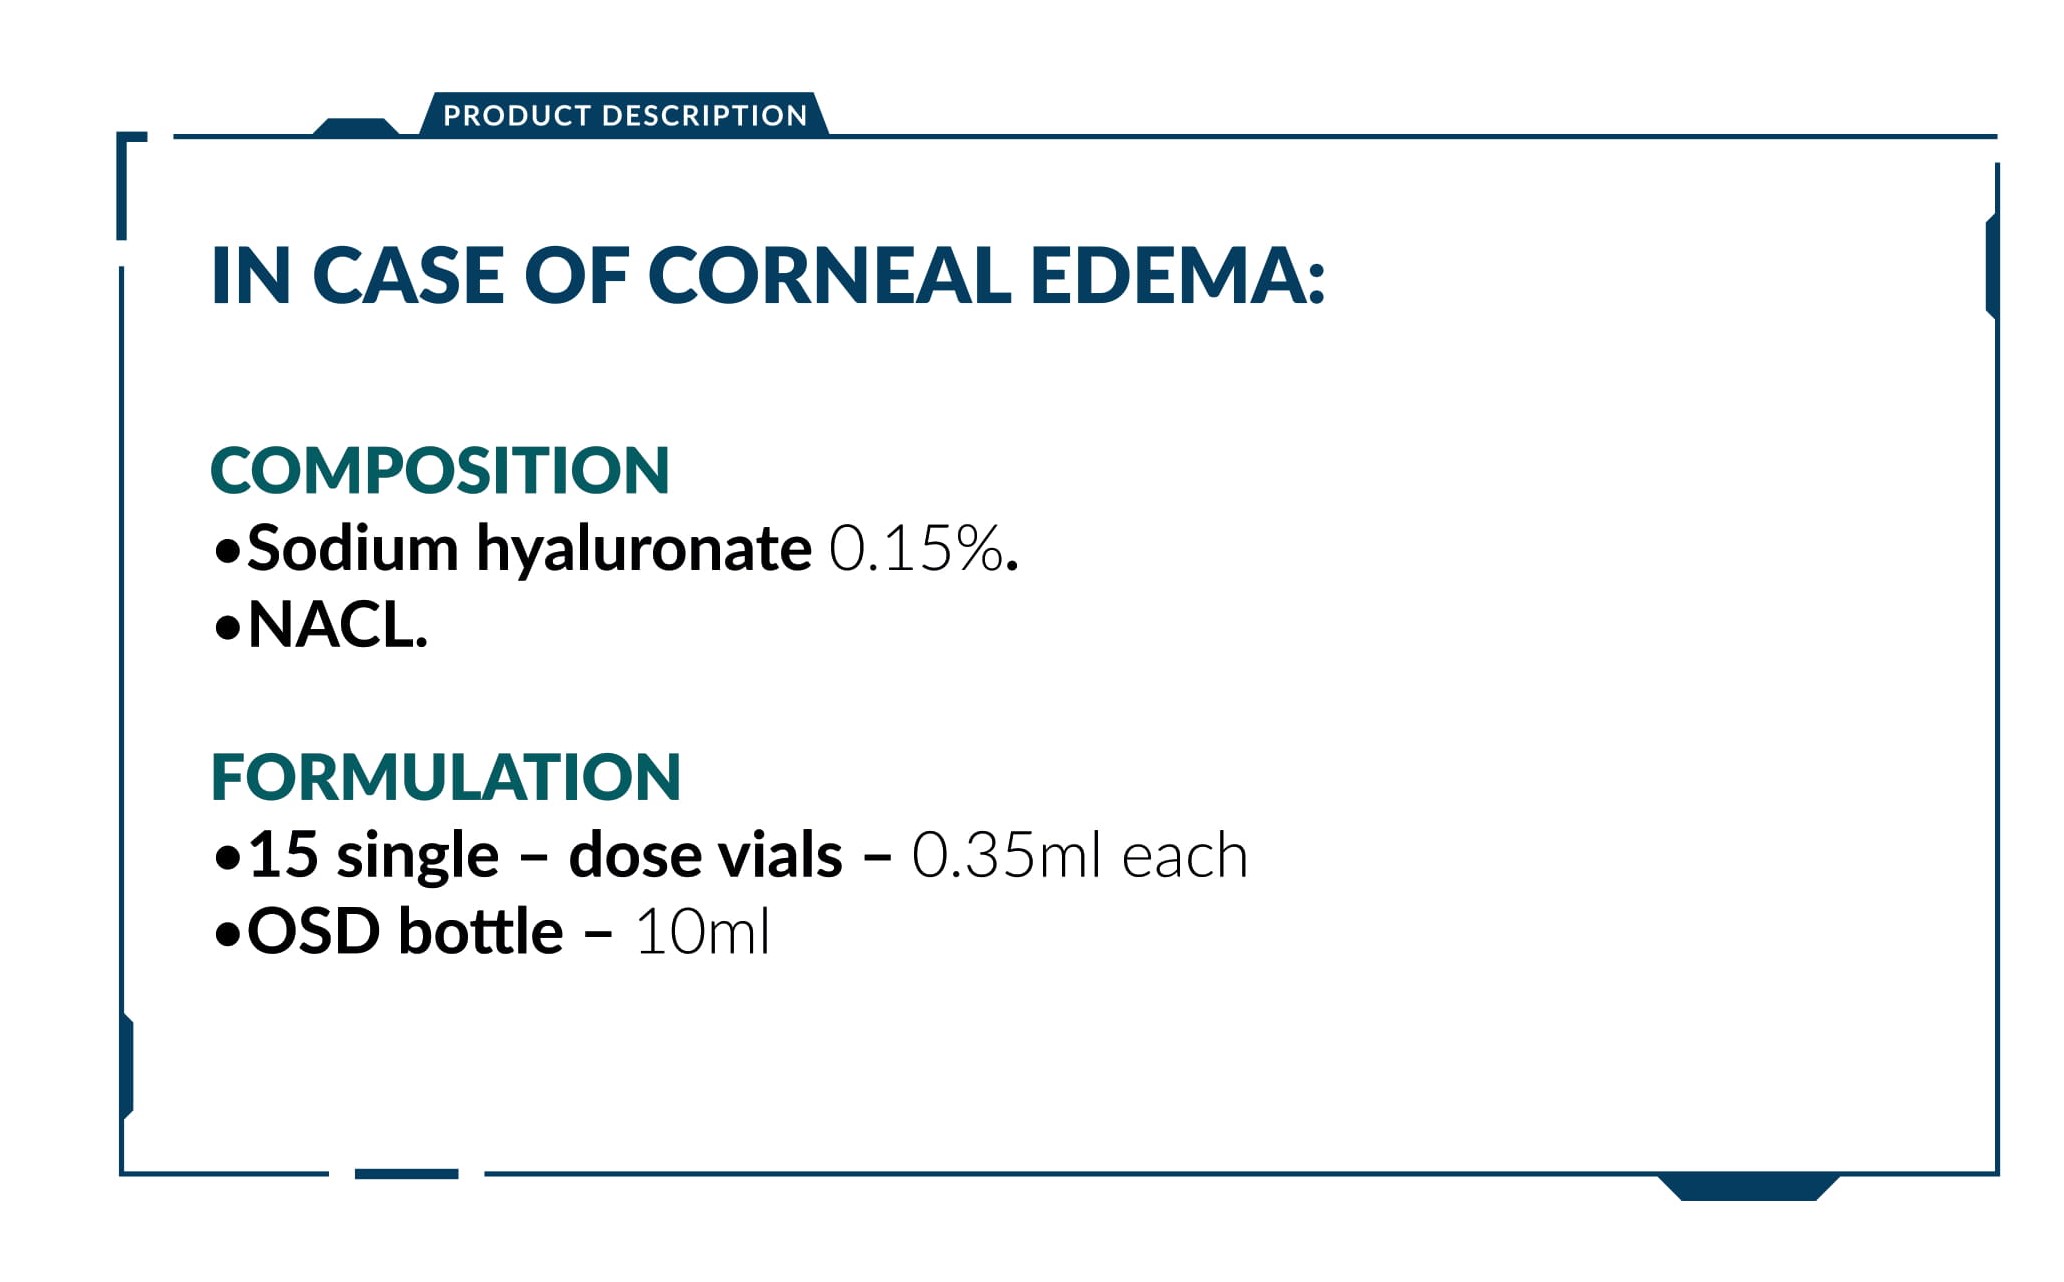 PRODUCT DESCRIPTION
IN CASE OF CORNEAL EDEMA:
COMPOSITION
•Sodium hyaluronate 0.15%.
•NACL.
FORMULATION
•15 single – dose vials – 0.35ml each
•OSD bottle – 10ml